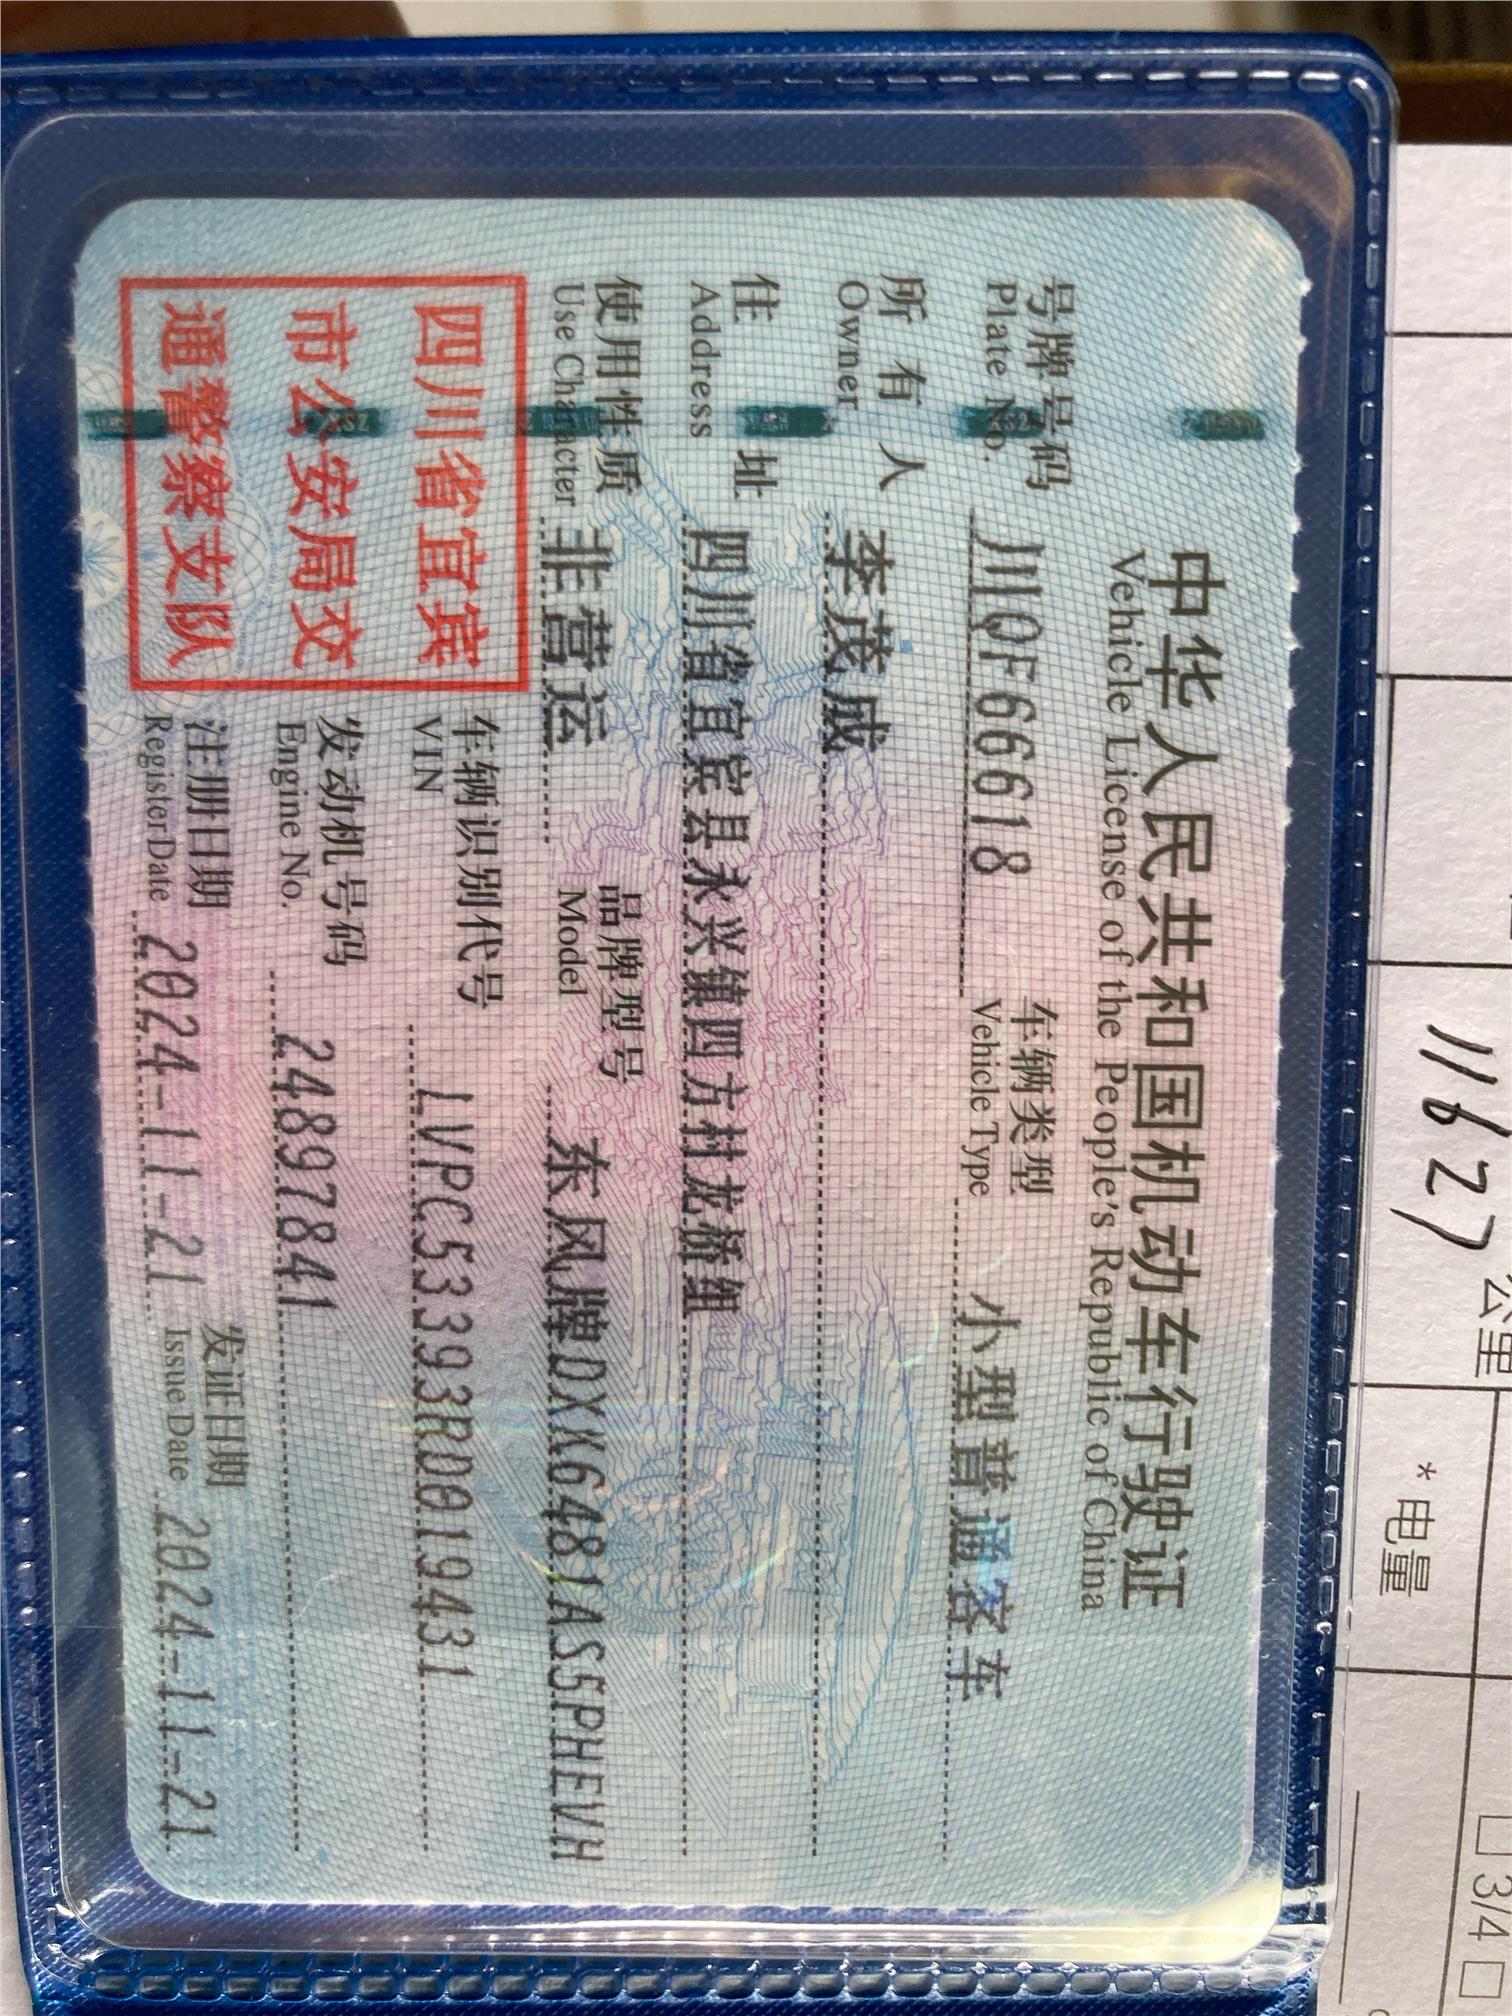 中华人民共和国机动车行驶证
Vehicle License of the People's Republic of China
号牌号码 川QF66618 车辆类型 小型普通客车
Plate No. Vehicle Type
所有人 李茂威
Owner
住址 四川省宜宾县永兴镇四方村龙桥组
Address
使用性质 非营运 品牌型号 东风牌DXK6481AS5PHEVH
Use Character Model
四川省宜宾
市公安局交
通警察支队
车辆识别代号 LVPC53393RD019431
VIN
发动机号码 24897841
Engine No.
注册日期 2024-11-21 发证日期 2024-11-21
Register Date Issue Date
11627 公里
*电量
□3/4□